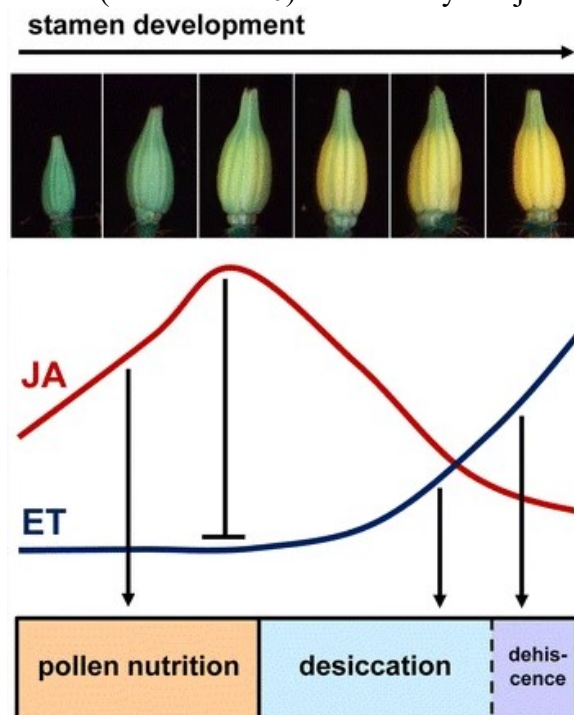 stamen development
JA
ET
pollen nutrition
desiccation
dehis-
cence